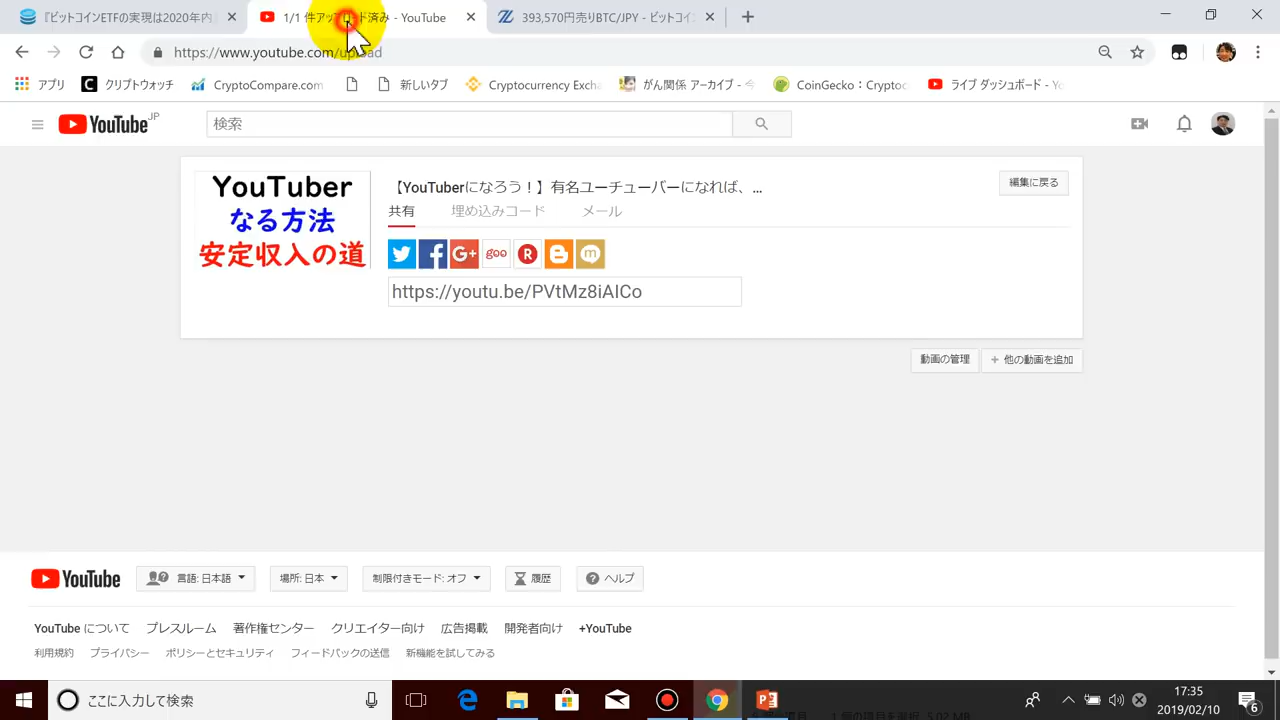 『ビットコインETFの実現は2020年内
1/1 件アップロード済み - YouTube
393,570円売りBTC/JPY - ビットコイン
https://www.youtube.com/upload
アプリ
クリプトウォッチ
CryptoCompare.com
新しいタブ
Cryptocurrency Excha
がん関係 アーカイブ - 今
CoinGecko：Cryptoc
ライブ ダッシュボード - Yo
YouTube JP
検索
YouTuber
なる方法
安定収入の道
【YouTuberになろう！】有名ユーチューバーになれば、...
編集に戻る
共有
埋め込みコード
メール
goo
https://youtu.be/PVtMz8iAICo
動画の管理
+ 他の動画を追加
YouTube
言語: 日本語
場所: 日本
制限付きモード: オフ
履歴
ヘルプ
YouTube について
プレスルーム
著作権センター
クリエイター向け
広告掲載
開発者向け
+YouTube
利用規約
プライバシー
ポリシーとセキュリティ
フィードバックの送信
新機能を試してみる
ここに入力して検索
17:35
2019/02/10
6